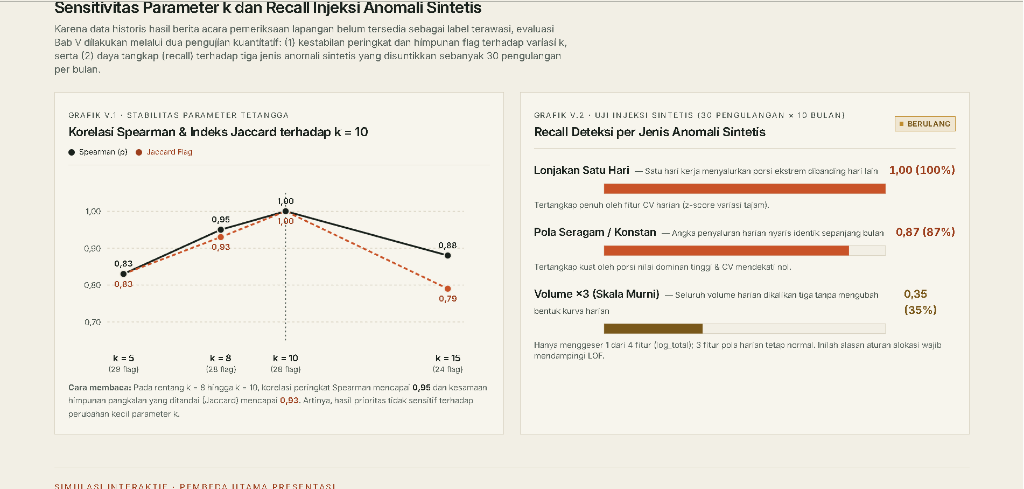 Sensitivitas Parameter k dan Recall Injeksi Anomali Sintetis
Karena data historis hasil berita acara pemeriksaan lapangan belum tersedia sebagai label terawasi, evaluasi
Bab V dilakukan melalui dua pengujian kuantitatif: (1) kestabilan peringkat dan himpunan flag terhadap variasi k,
serta (2) daya tangkap (recall) terhadap tiga jenis anomali sintetis yang disuntikkan sebanyak 30 pengulangan
per bulan.
GRAFIK V.1 · STABILITAS PARAMETER TETANGGA
Korelasi Spearman & Indeks Jaccard terhadap k = 10
Spearman (ρ) Jaccard Flag
1,00
0,90
0,80
0,70
0,83
0,83
0,95
0,93
1,00
1,00
0,88
0,79
k = 5 k = 8 k = 10 k = 15
(29 flag) (28 flag) (28 flag) (24 flag)
Cara membaca: Pada rentang k = 8 hingga k = 10, korelasi peringkat Spearman mencapai 0,95 dan kesamaan
himpunan pangkalan yang ditandai (Jaccard) mencapai 0,93. Artinya, hasil prioritas tidak sensitif terhadap
perubahan kecil parameter k.
GRAFIK V.2 · UJI INJEKSI SINTETIS (30 PENGULANGAN × 10 BULAN)
Recall Deteksi per Jenis Anomali Sintetis
BERULANG
Lonjakan Satu Hari — Satu hari kerja menyalurkan porsi ekstrem dibanding hari lain 1,00 (100%)
Tertangkap penuh oleh fitur CV harian (z-score variasi tajam).
Pola Seragam / Konstan — Angka penyaluran harian nyaris identik sepanjang bulan 0,87 (87%)
Tertangkap kuat oleh porsi nilai dominan tinggi & CV mendekati nol.
Volume ×3 (Skala Murni) — Seluruh volume harian dikalikan tiga tanpa mengubah
bentuk kurva harian
0,35
(35%)
Hanya menggeser 1 dari 4 fitur (log_total); 3 fitur pola harian tetap normal. Inilah alasan aturan alokasi wajib
mendampingi LOF.
SIMULASI INTERAKTIF · PEMBEDA UTAMA PRESENTASI